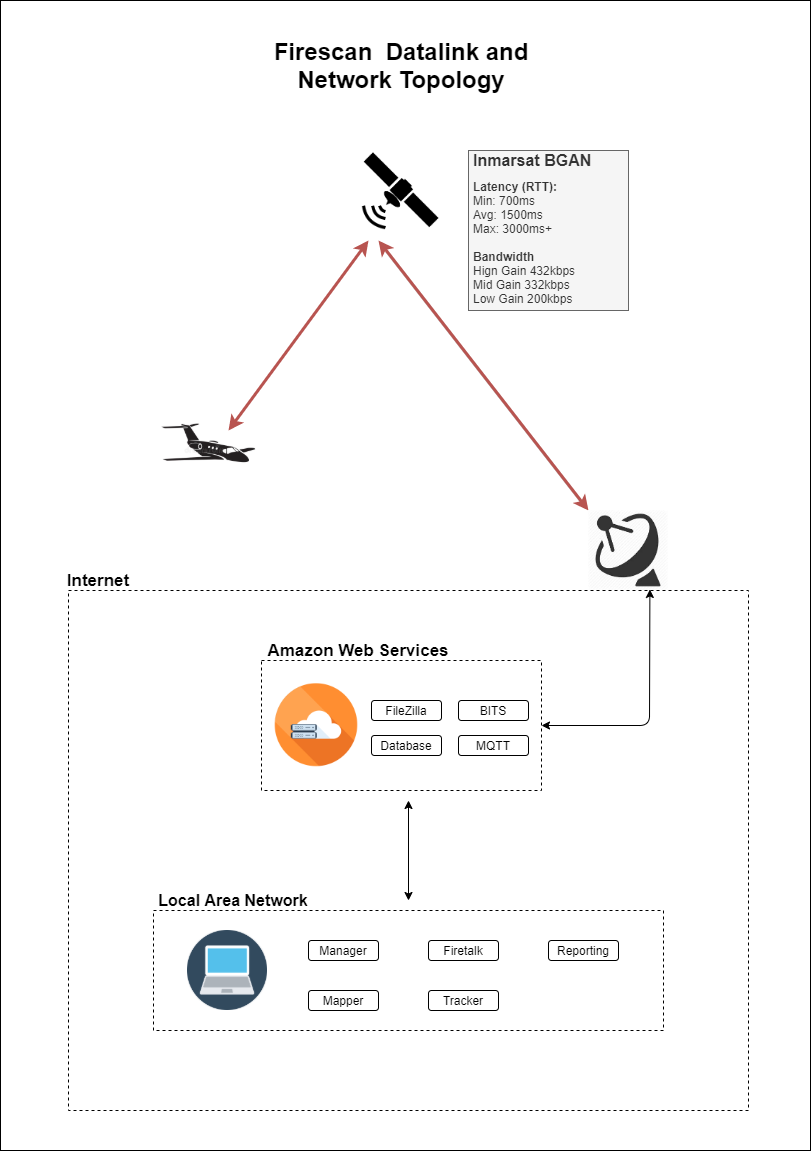 Firescan Datalink and
Network Topology
Inmarsat BGAN
Latency (RTT):
Min: 700ms
Avg: 1500ms
Max: 3000ms+
Bandwidth
Hign Gain 432kbps
Mid Gain 332kbps
Low Gain 200kbps
Internet
Amazon Web Services
FileZilla
BITS
Database
MQTT
Local Area Network
Manager
Firetalk
Reporting
Mapper
Tracker